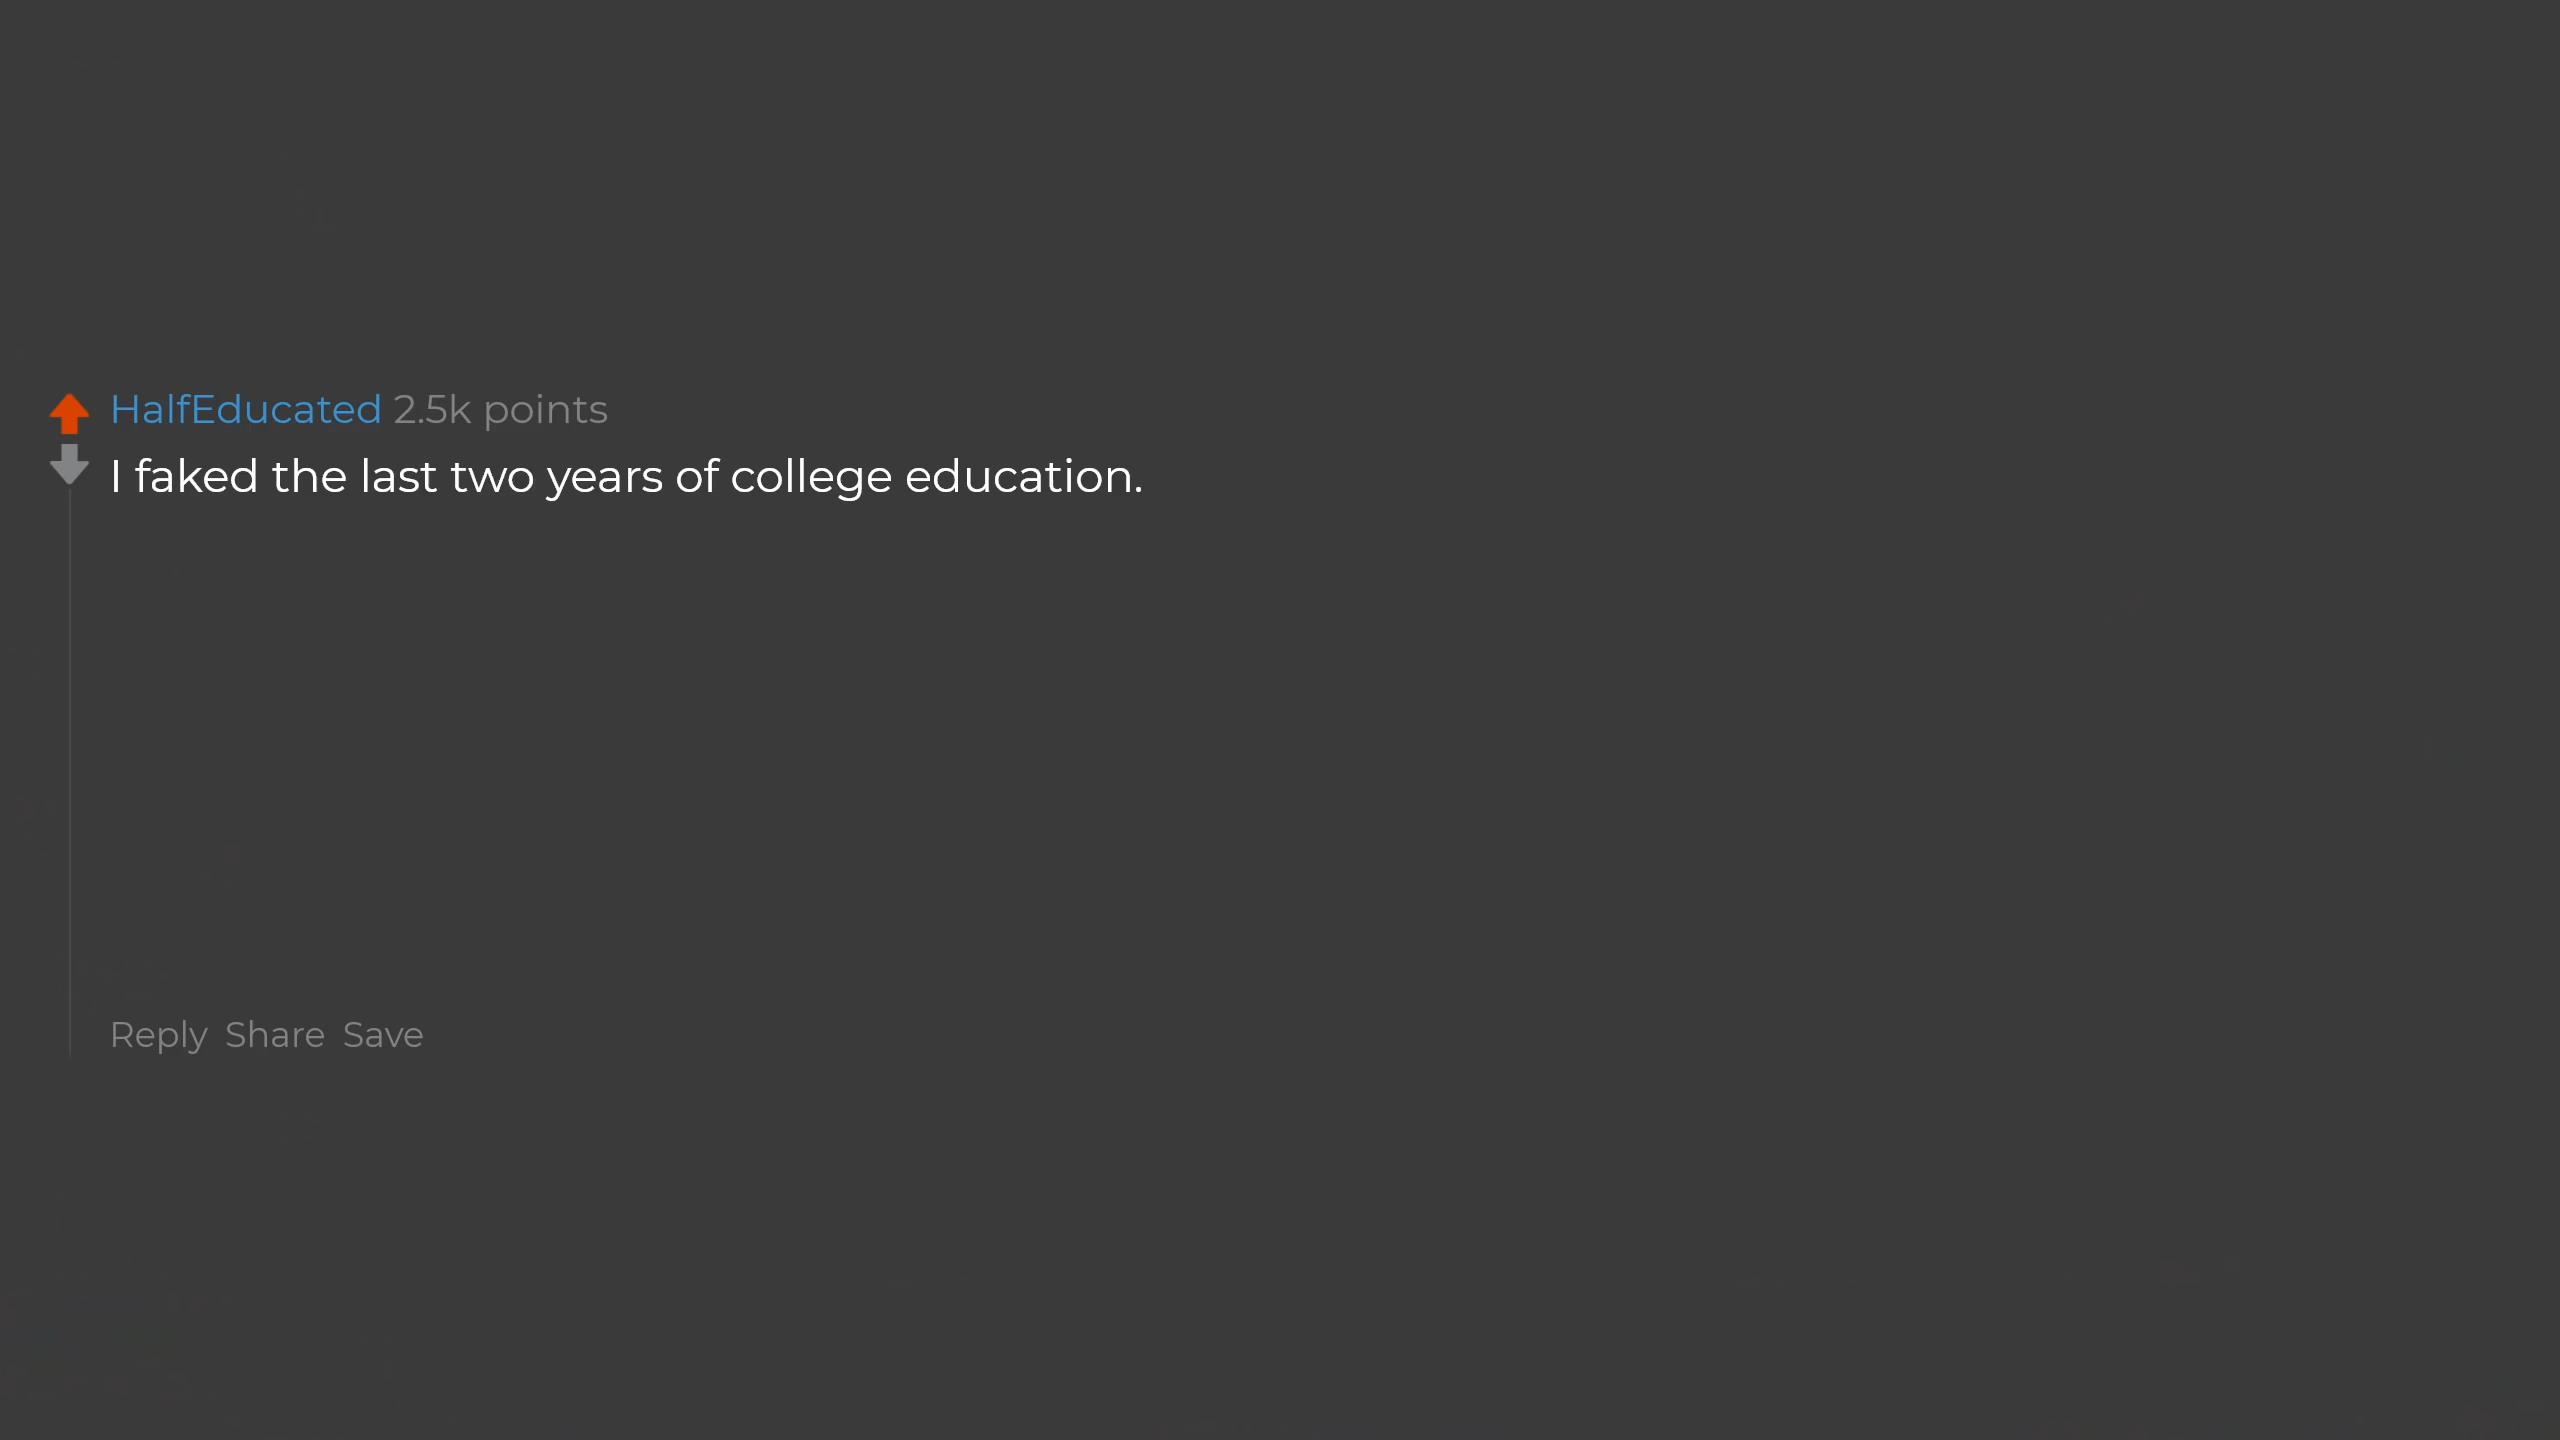 HalfEducated 2.5k points
I faked the last two years of college education.
Reply Share Save